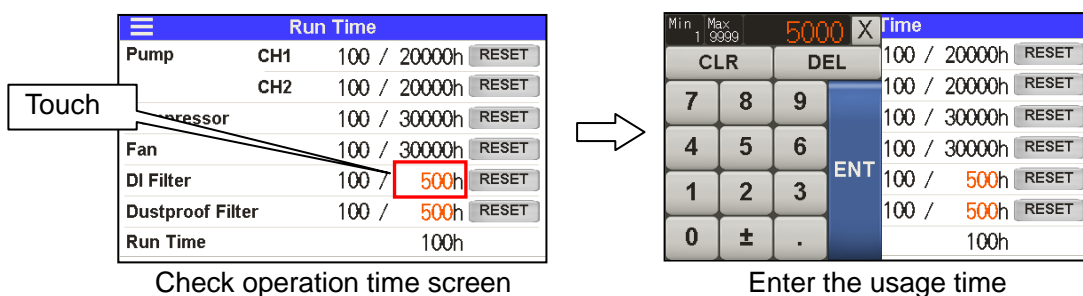 Run Time
Pump CH1 100 / 20000h RESET
CH2 100 / 20000h RESET
Touch
100 / 30000h RESET
Fan 100 / 30000h RESET
DI Filter 100 / 500h RESET
Dustproof Filter 100 / 500h RESET
Run Time 100h
Check operation time screen
Min 1 Max 9999 5000 X Time
CLR DEL 100 / 20000h RESET
100 / 20000h RESET
7 8 9 100 / 30000h RESET
4 5 6 ENT 100 / 30000h RESET
1 2 3 100 / 500h RESET
100 / 500h RESET
0 ± . 100h
Enter the usage time